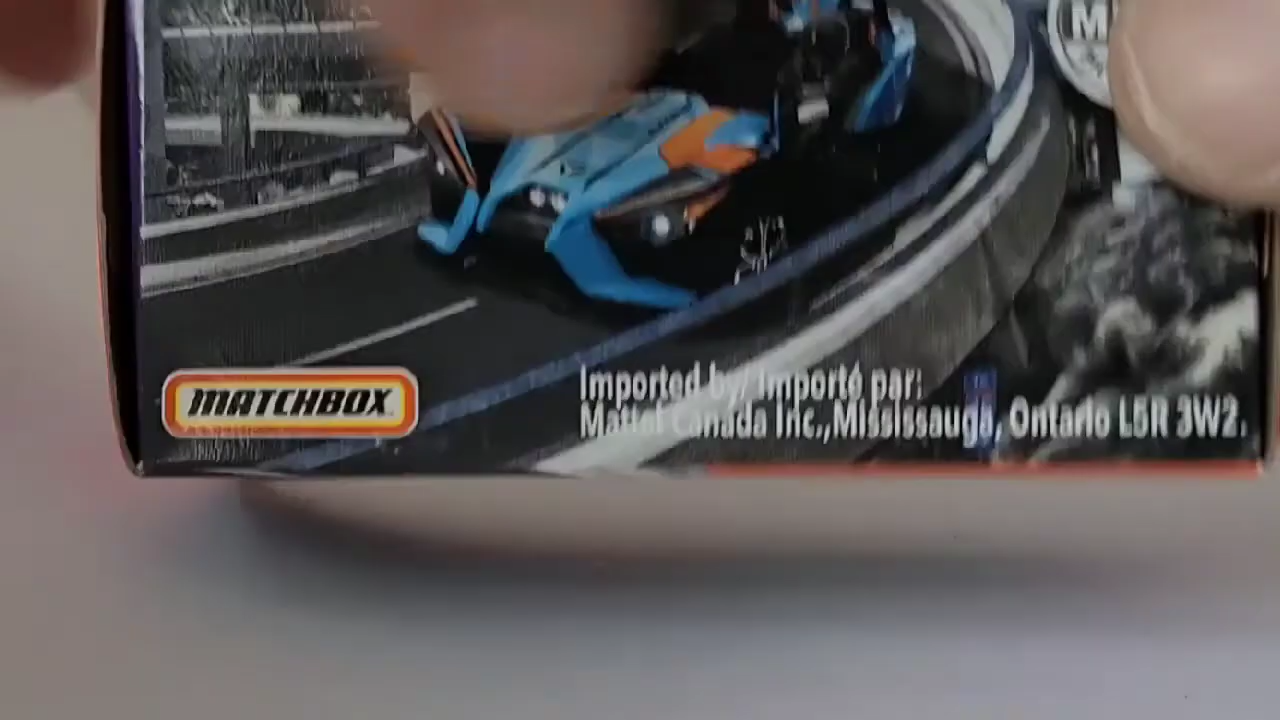 M
MATCHBOX
Imported by/ Importé par:
Mattel Canada Inc.,Mississauga, Ontario L5R 3W2.